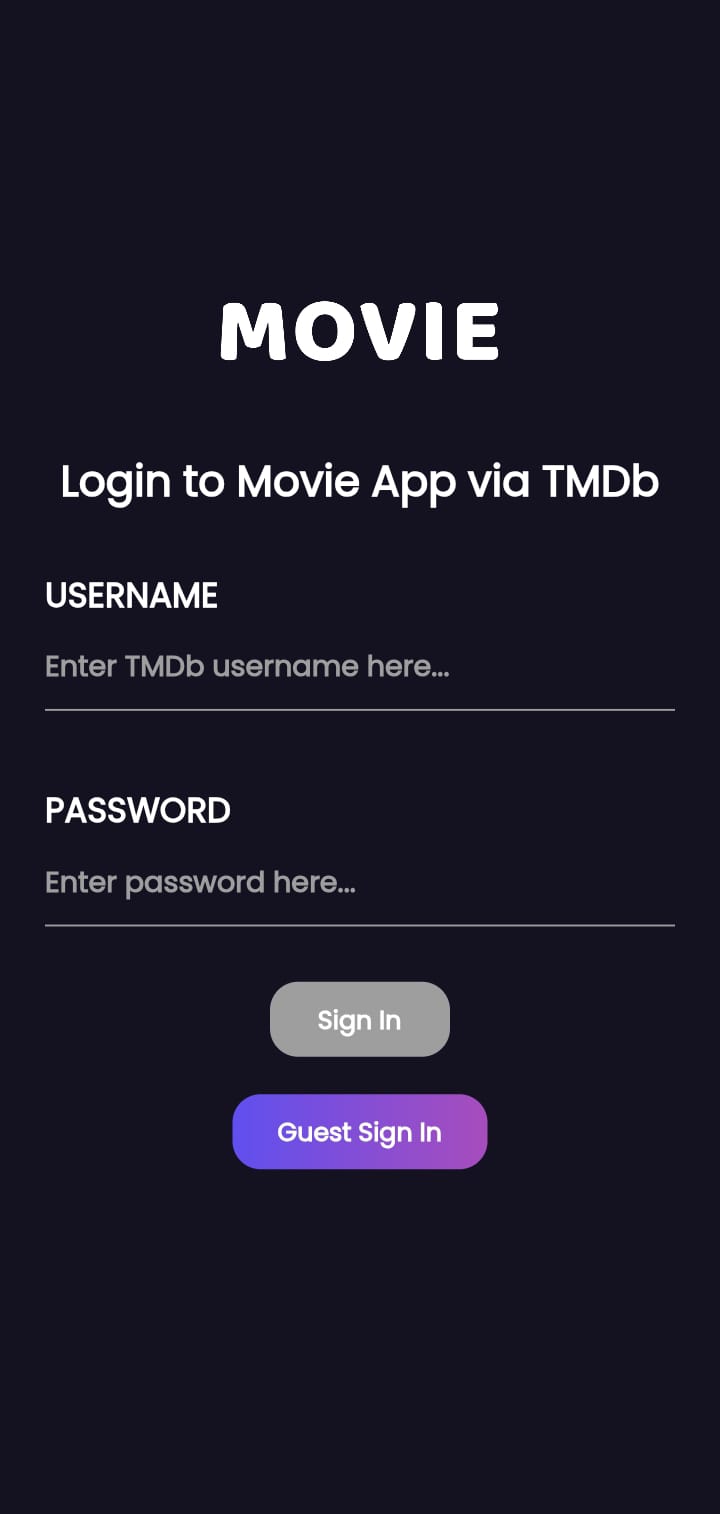 MOVIE
Login to Movie App via TMDb
USERNAME
Enter TMDb username here...
PASSWORD
Enter password here...
Sign In
Guest Sign In